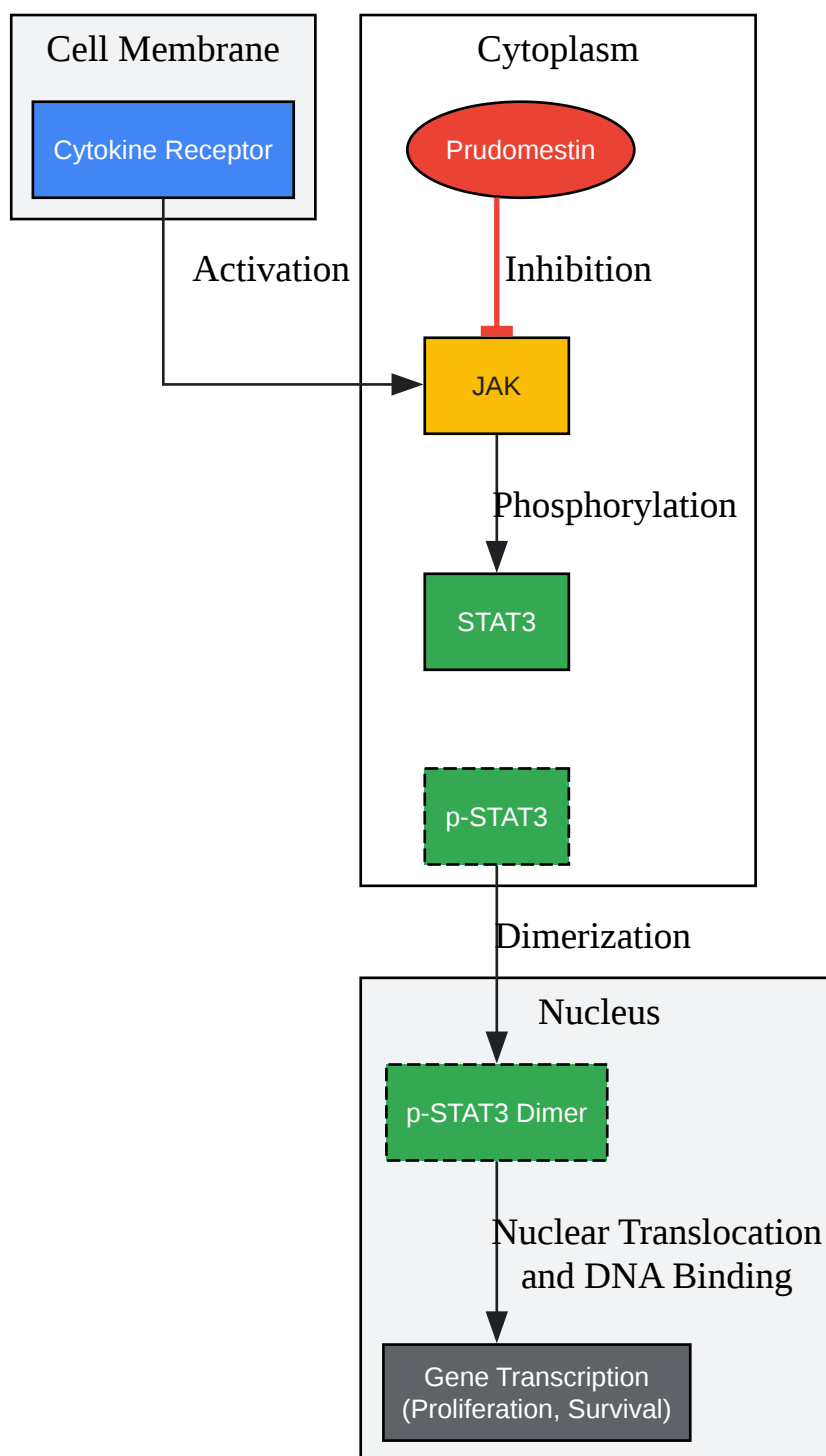 Cell Membrane
Cytoplasm
Cytokine Receptor
Prudomestin
Activation
Inhibition
JAK
Phosphorylation
STAT3
p-STAT3
Dimerization
Nucleus
p-STAT3 Dimer
Nuclear Translocation
and DNA Binding
Gene Transcription
(Proliferation, Survival)